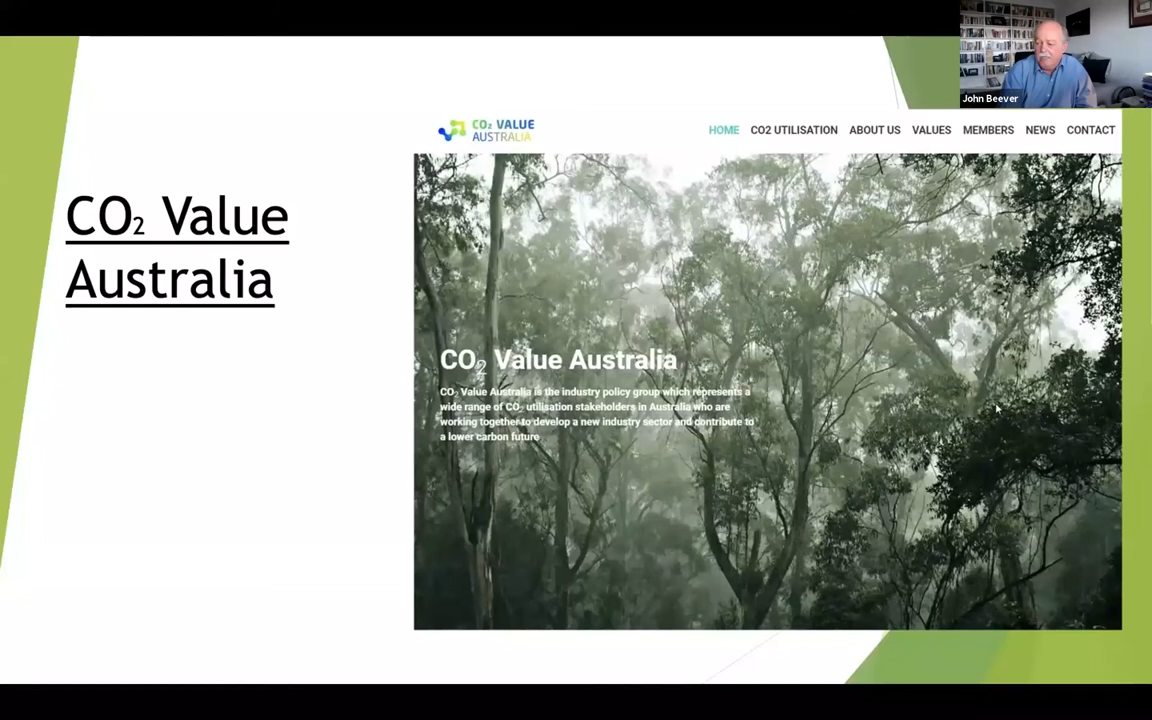 John Beever
CO₂ VALUE
AUSTRALIA
HOME CO2 UTILISATION ABOUT US VALUES MEMBERS NEWS CONTACT
CO₂ Value
Australia
CO₂ Value Australia
CO₂ Value Australia is the industry policy group which represents a
wide range of CO₂ utilisation stakeholders in Australia who are
working together to develop a new industry sector and contribute to
a lower carbon future